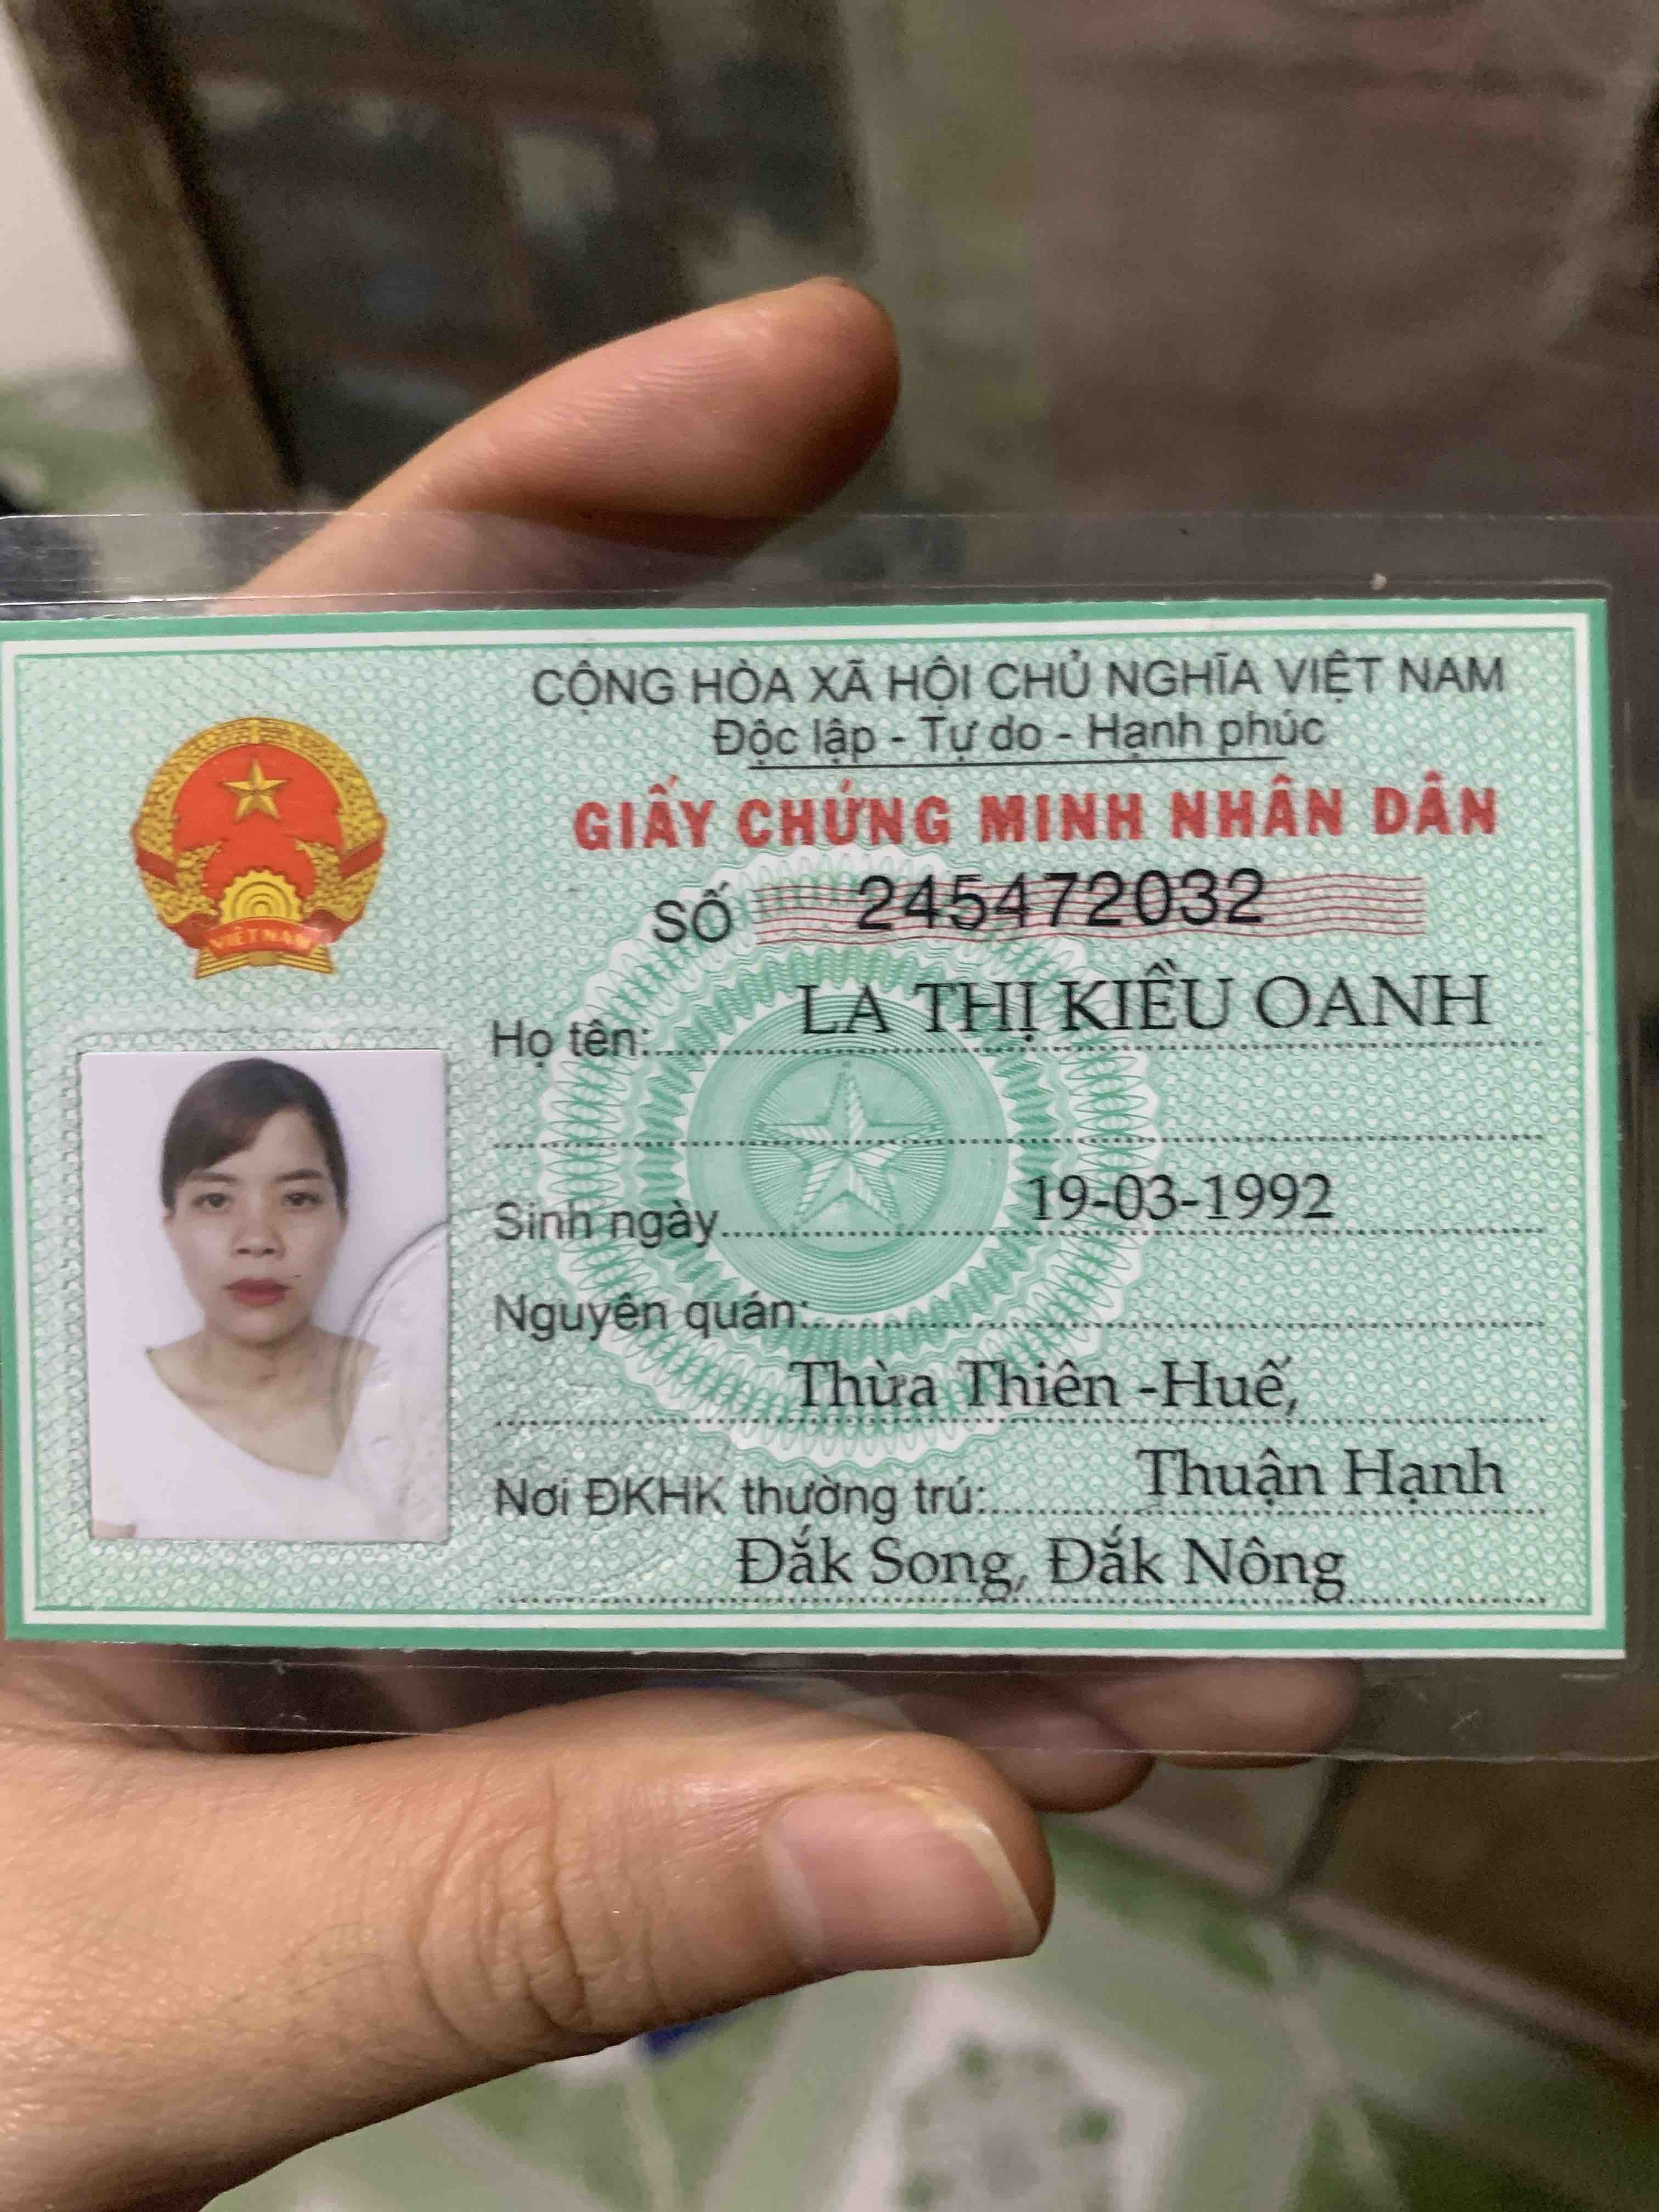 CỘNG HÒA XÃ HỘI CHỦ NGHĨA VIỆT NAM
Độc lập - Tự do - Hạnh phúc
GIẤY CHỨNG MINH NHÂN DÂN
SỐ 245472032
VIỆT NAM
Họ tên: LA THỊ KIỀU OANH
Sinh ngày 19-03-1992
Nguyên quán:
Thừa Thiên -Huế,
Nơi ĐKHK thường trú: Thuận Hạnh
Đắk Song, Đắk Nông